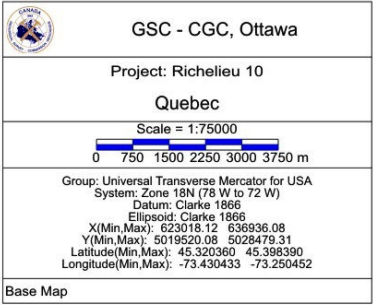 CANADA
GSC - CGC, Ottawa
Project: Richelieu 10
Quebec
Scale = 1:75000
0 750 1500 2250 3000 3750 m
Group: Universal Transverse Mercator for USA
System: Zone 18N (78 W to 72 W)
Datum: Clarke 1866
Ellipsoid: Clarke 1866
X(Min,Max): 623018.12 636936.08
Y(Min,Max): 5019520.08 5028479.31
Latitude(Min,Max): 45.320360 45.398390
Longitude(Min,Max): -73.430433 -73.250452
Base Map